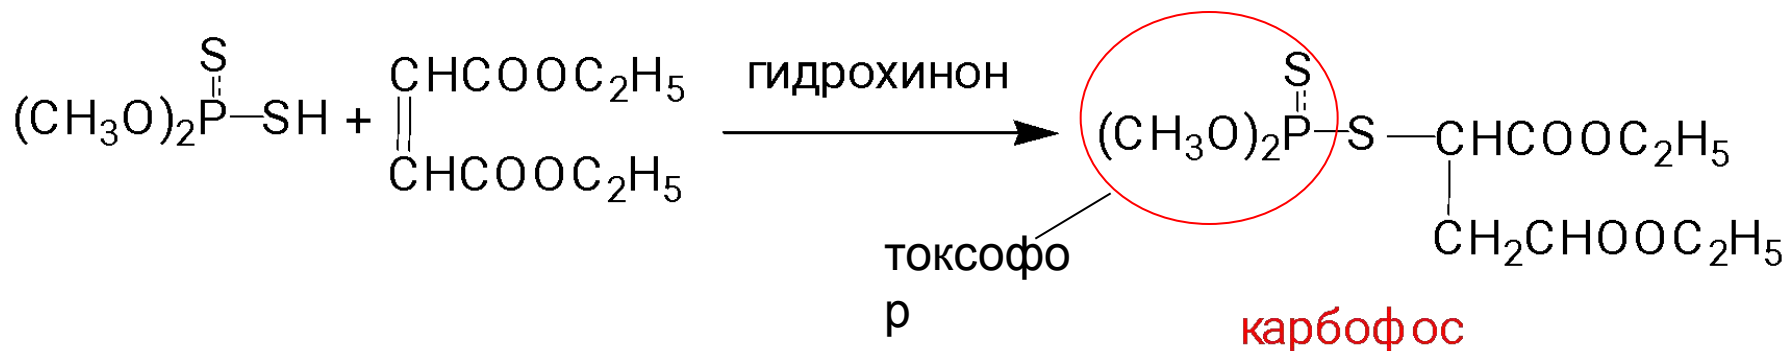 S
(CH3O)2P—SH + CHCOOC2H5
CHCOOC2H5
гидрохинон
S
(CH3O)2P—S—CHCOOC2H5
CH2CHOOC2H5
токсофо
р
карбофос